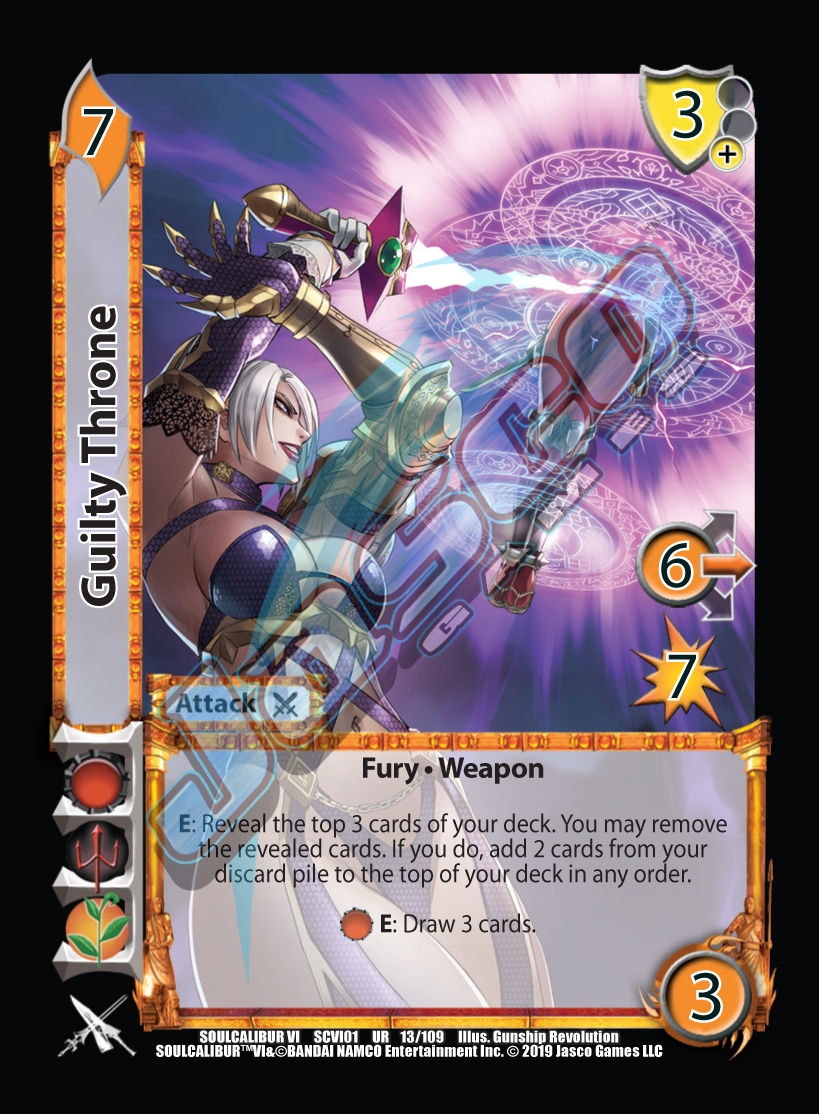 7
3
+
Guilty Throne
6
7
Attack
Fury • Weapon
E: Reveal the top 3 cards of your deck. You may remove
the revealed cards. If you do, add 2 cards from your
discard pile to the top of your deck in any order.
E: Draw 3 cards.
3
SOULCALIBUR VI SCVI01 UR 13/109 Illus. Gunship Revolution
SOULCALIBUR™VI&©BANDAI NAMCO Entertainment Inc. © 2019 Jasco Games LLC
JASCO
GAMES